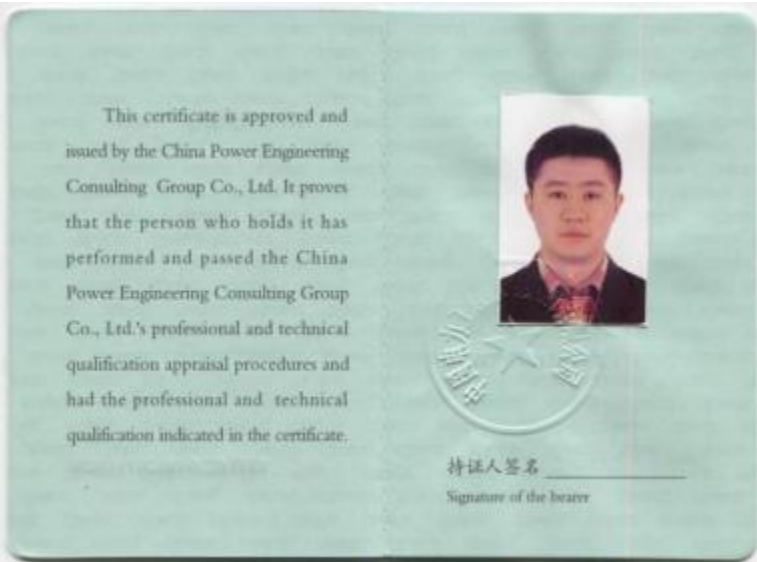 This certificate is approved and
issued by the China Power Engineering
Consulting Group Co., Ltd. It proves
that the person who holds it has
performed and passed the China
Power Engineering Consulting Group
Co., Ltd.'s professional and technical
qualification appraisal procedures and
had the professional and technical
qualification indicated in the certificate.
持证人签名
Signature of the bearer